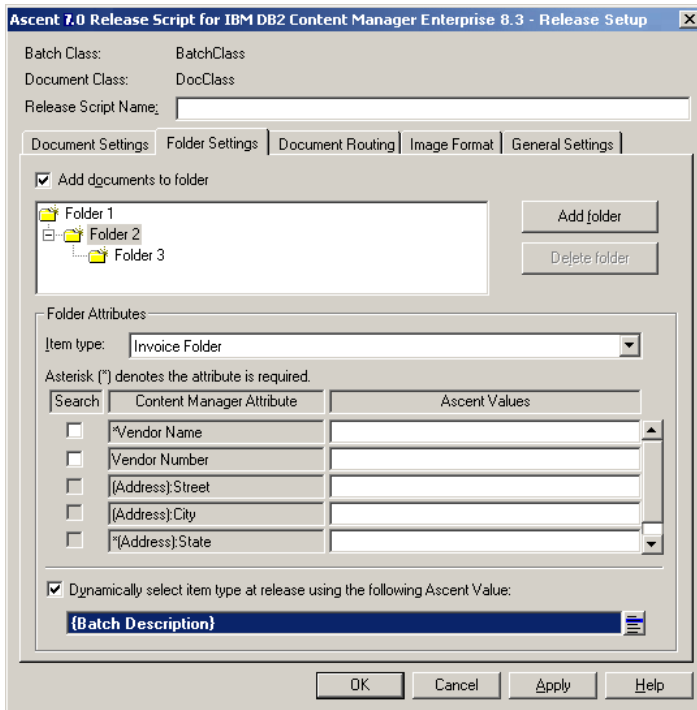 Ascent 7.0 Release Script for IBM DB2 Content Manager Enterprise 8.3 - Release Setup
Batch Class: BatchClass
Document Class: DocClass
Release Script Name:
Document Settings Folder Settings Document Routing Image Format General Settings
Add documents to folder
Folder 1
Folder 2
Folder 3
Add folder
Delete folder
Folder Attributes
Item type: Invoice Folder
Asterisk (*) denotes the attribute is required.
Search Content Manager Attribute Ascent Values
*Vendor Name
Vendor Number
(Address):Street
(Address):City
*(Address):State
Dynamically select item type at release using the following Ascent Value:
{Batch Description}
OK Cancel Apply Help